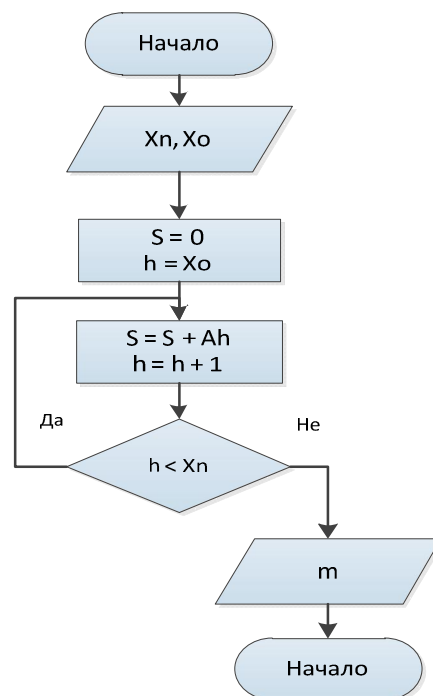 Начало
Xn, Xo
S = 0
h = Xo
S = S + Ah
h = h + 1
Да
Не
h < Xn
m
Начало